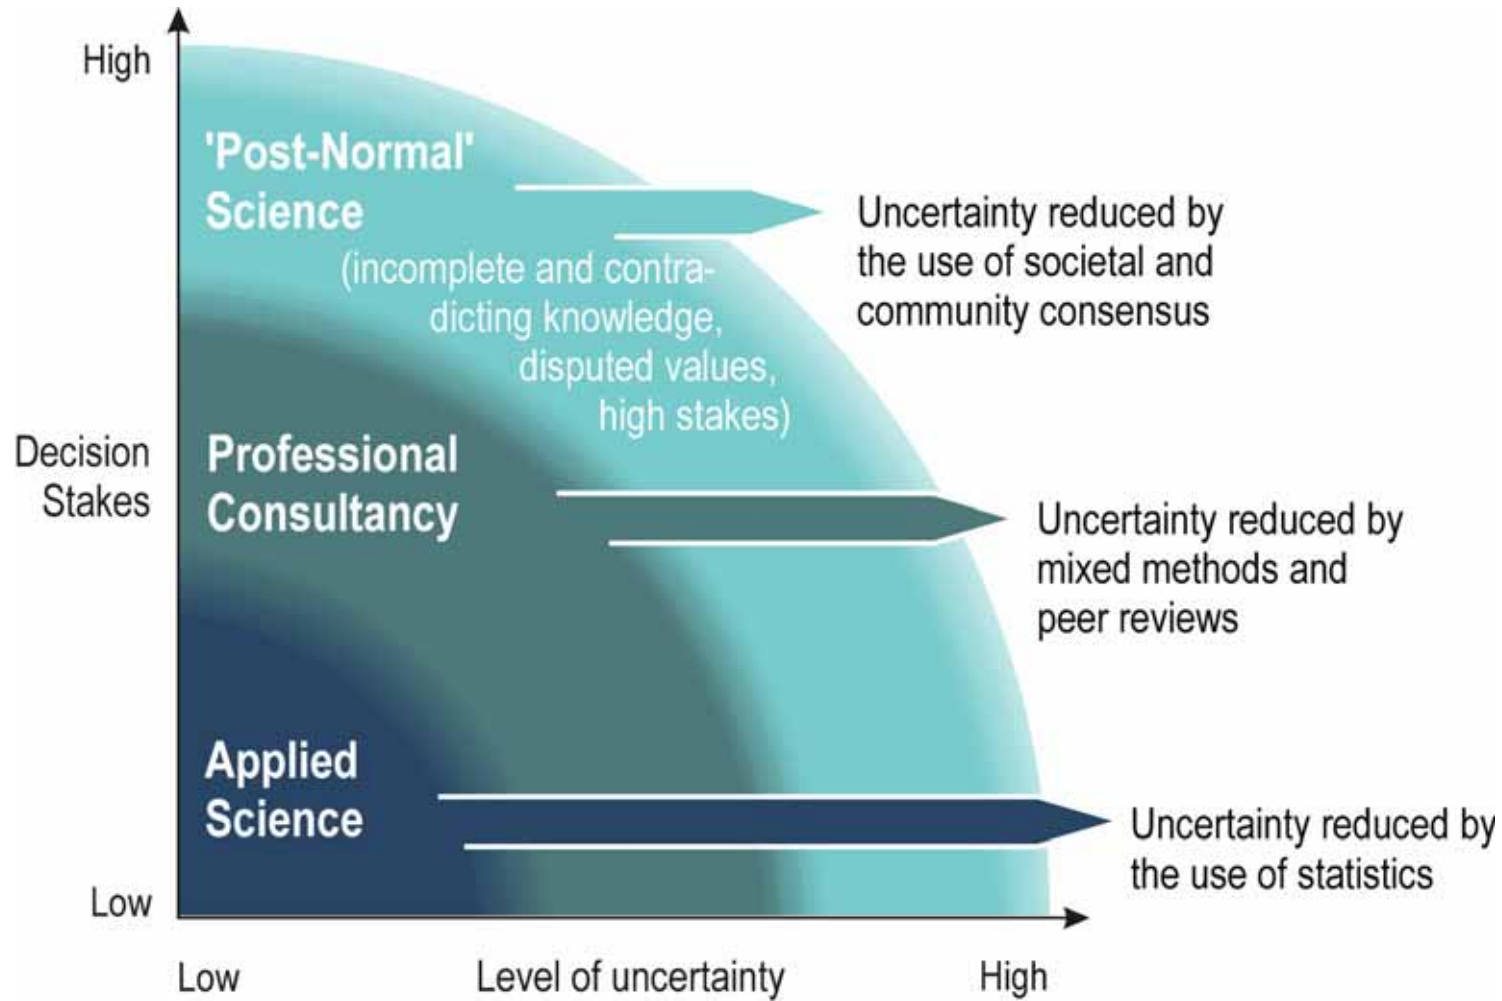 High
'Post-Normal'
Science
(incomplete and contra-
dicting knowledge,
disputed values,
high stakes)
Uncertainty reduced by
the use of societal and
community consensus
Decision
Stakes
Professional
Consultancy
Uncertainty reduced by
mixed methods and
peer reviews
Applied
Science
Uncertainty reduced by
the use of statistics
Low
Low
Level of uncertainty
High